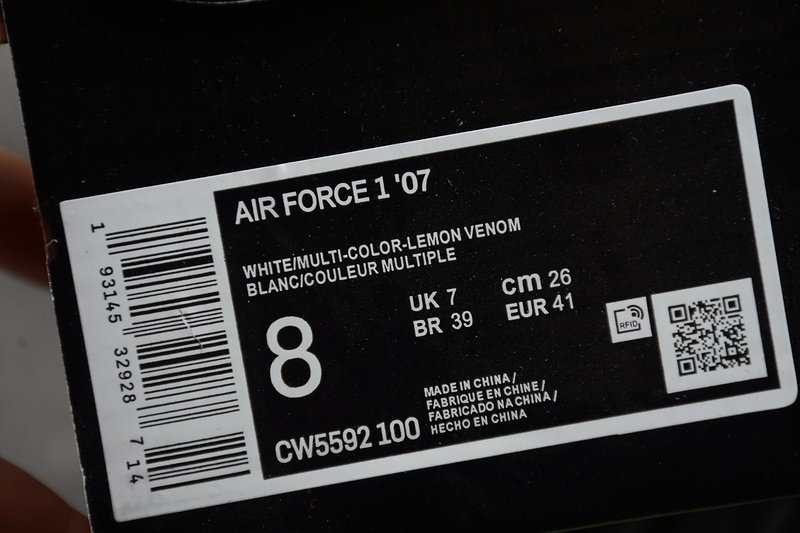 AIR FORCE 1 '07
WHITE/MULTI-COLOR-LEMON VENOM
BLANC/COULEUR MULTIPLE
8
UK 7 cm 26
BR 39 EUR 41
RFID
CW5592 100
MADE IN CHINA /
FABRIQUE EN CHINE /
FABRICADO NA CHINA /
HECHO EN CHINA
1 93145 32928 7 14